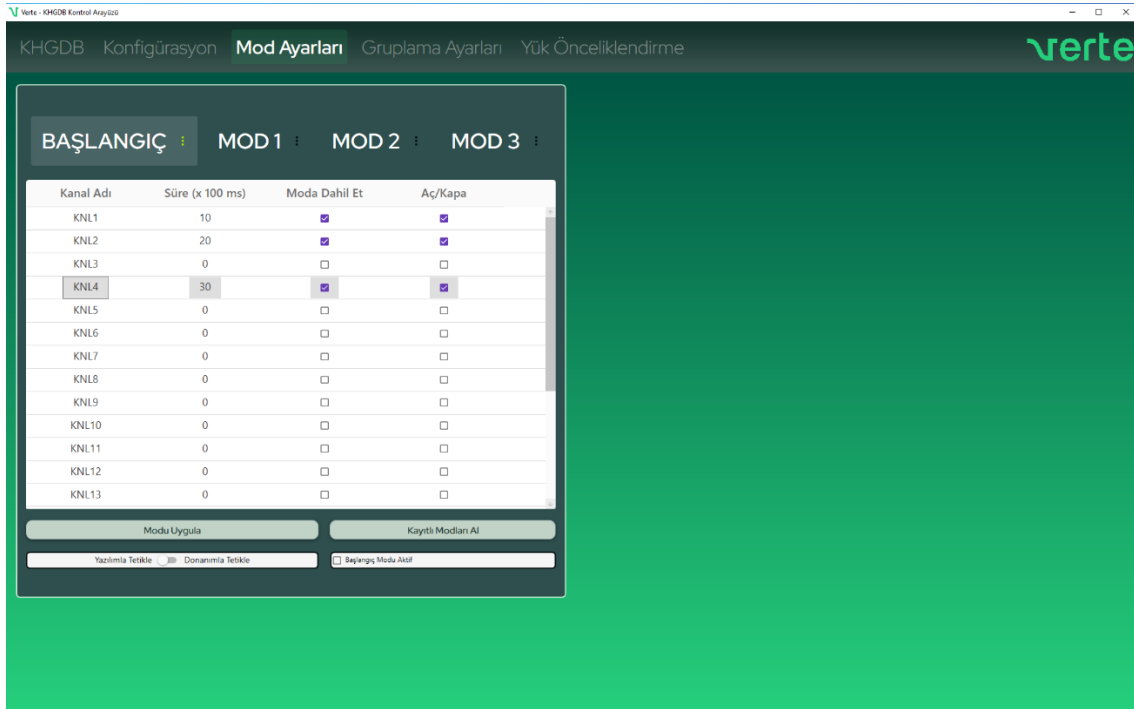 Verte - KHGDB Kontrol Arayüzü
KHGDB Konfigürasyon Mod Ayarları Gruplama Ayarları Yük Önceliklendirme
verte
BAŞLANGIÇ MOD 1 MOD 2 MOD 3
Kanal Adı Süre (x 100 ms) Moda Dahil Et Aç/Kapa
KNL1 10
KNL2 20
KNL3 0
KNL4 30
KNL5 0
KNL6 0
KNL7 0
KNL8 0
KNL9 0
KNL10 0
KNL11 0
KNL12 0
KNL13 0
Modu Uygula Kayıtlı Modları Al
Yazılımla Tetikle Donanımla Tetikle Başlangıç Modu Aktif